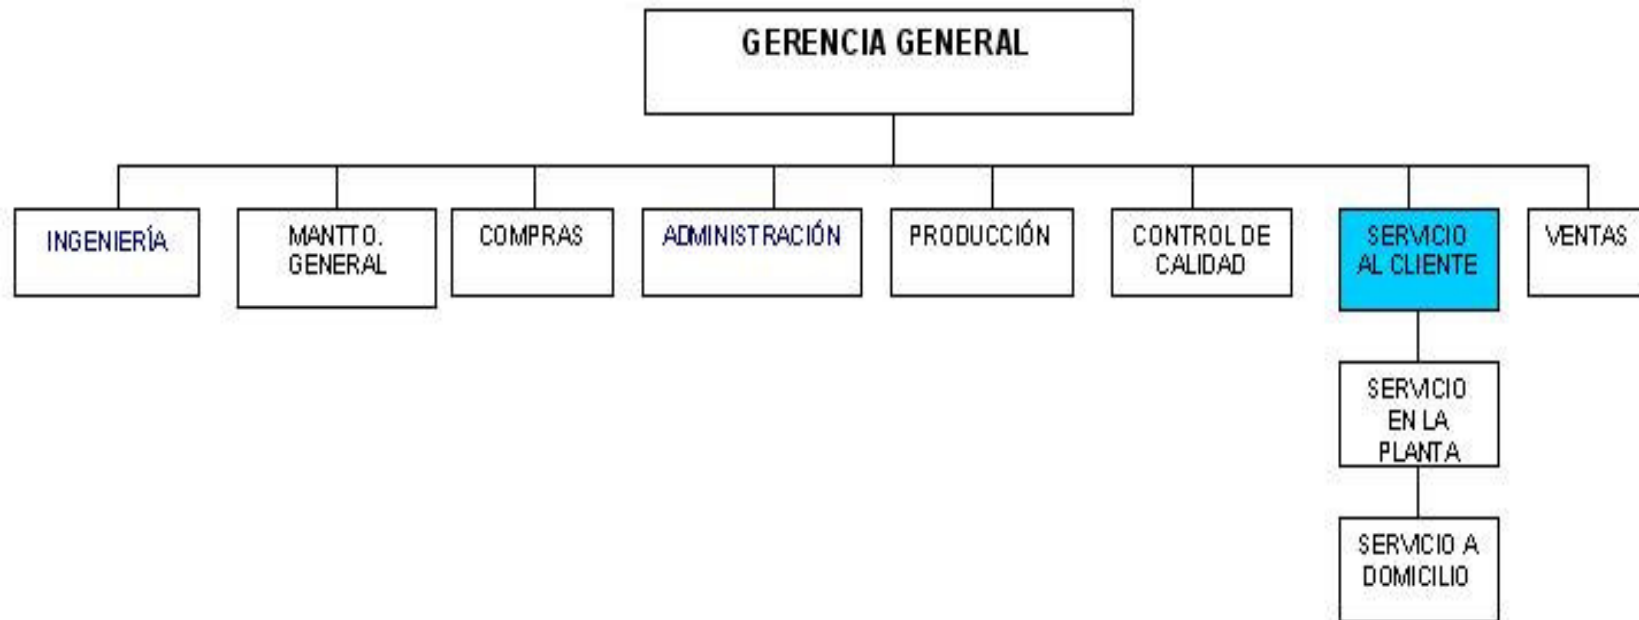 GERENCIA GENERAL
INGENIERÍA
MANTTO.
GENERAL
COMPRAS
ADMINISTRACIÓN
PRODUCCIÓN
CONTROL DE
CALIDAD
SERVICIO
AL CLIENTE
VENTAS
SERVICIO
EN LA
PLANTA
SERVICIO A
DOMICILIO